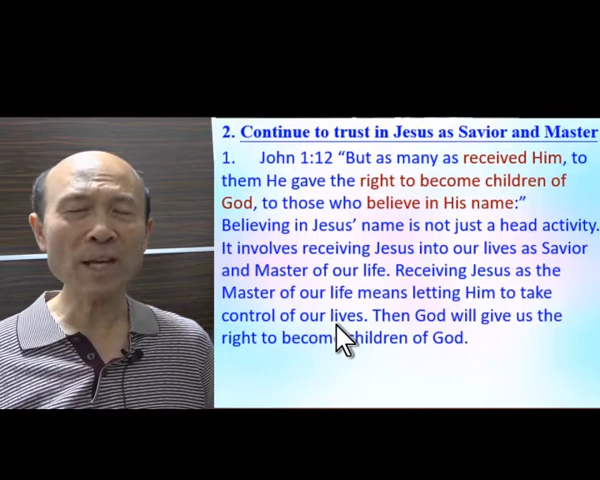 2. Continue to trust in Jesus as Savior and Master
1. John 1:12 “But as many as received Him, to
them He gave the right to become children of
God, to those who believe in His name:”
Believing in Jesus’ name is not just a head activity.
It involves receiving Jesus into our lives as Savior
and Master of our life. Receiving Jesus as the
Master of our life means letting Him to take
control of our lives. Then God will give us the
right to become children of God.